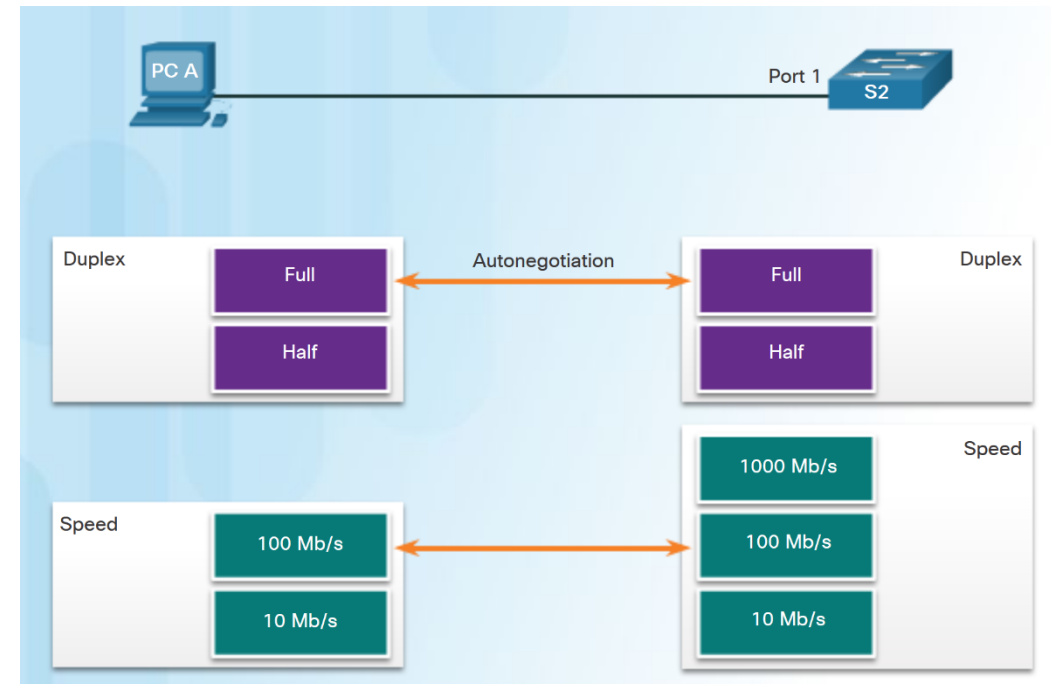 PC A
Port 1
S2
Duplex
Full
Half
Autonegotiation
Full
Half
Duplex
Speed
100 Mb/s
10 Mb/s
1000 Mb/s
100 Mb/s
10 Mb/s
Speed